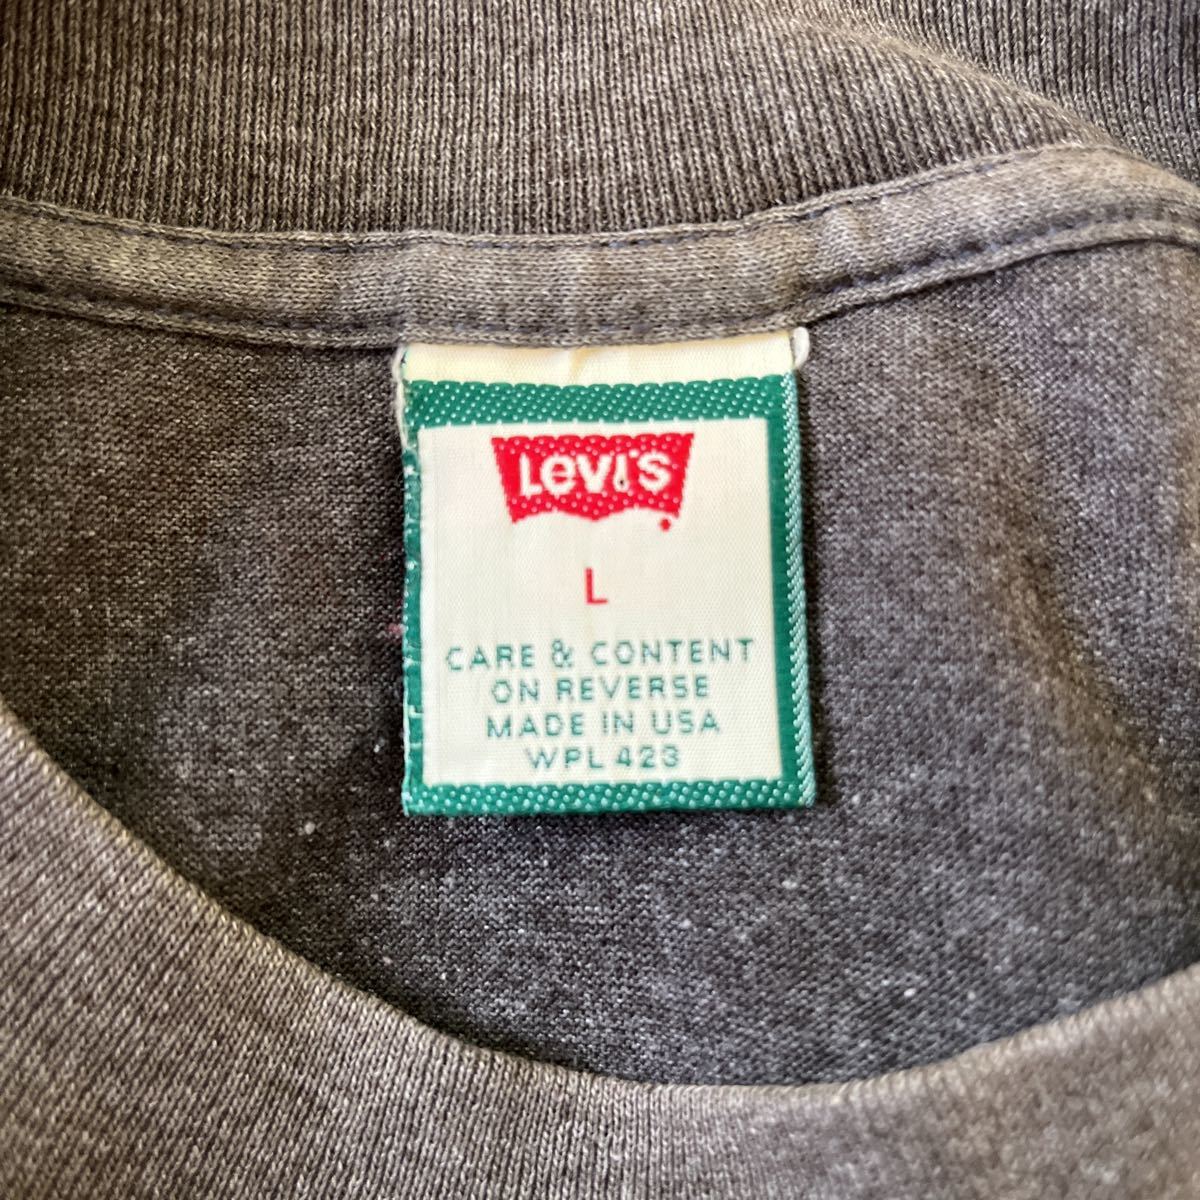 Levi's
L
CARE & CONTENT
ON REVERSE
MADE IN USA
WPL 423